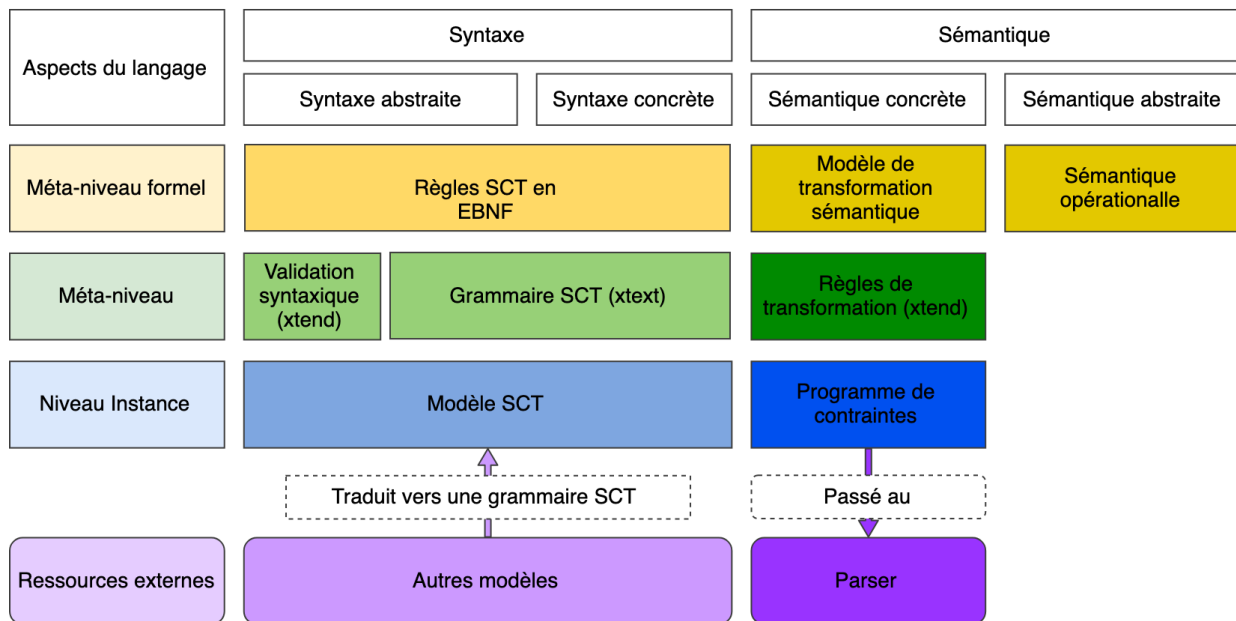 Aspects du langage
Syntaxe
Sémantique
Syntaxe abstraite
Syntaxe concrète
Sémantique concrète
Sémantique abstraite
Méta-niveau formel
Règles SCT en
EBNF
Modèle de
transformation
sémantique
Sémantique
opérationalle
Méta-niveau
Validation
syntaxique
(xtend)
Grammaire SCT (xtext)
Règles de
transformation (xtend)
Niveau Instance
Modèle SCT
Programme de
contraintes
Traduit vers une grammaire SCT
Passé au
Ressources externes
Autres modèles
Parser